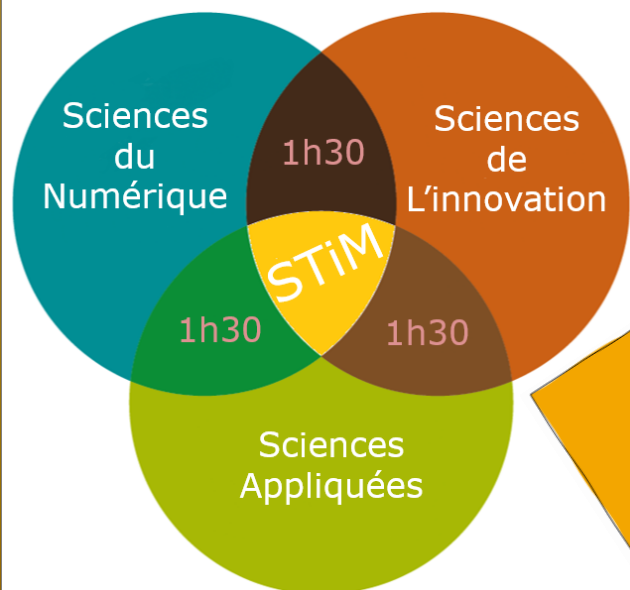 Sciences
du
Numérique
1h30
Sciences
de
L'innovation
STiM
1h30
1h30
Sciences
Appliquées